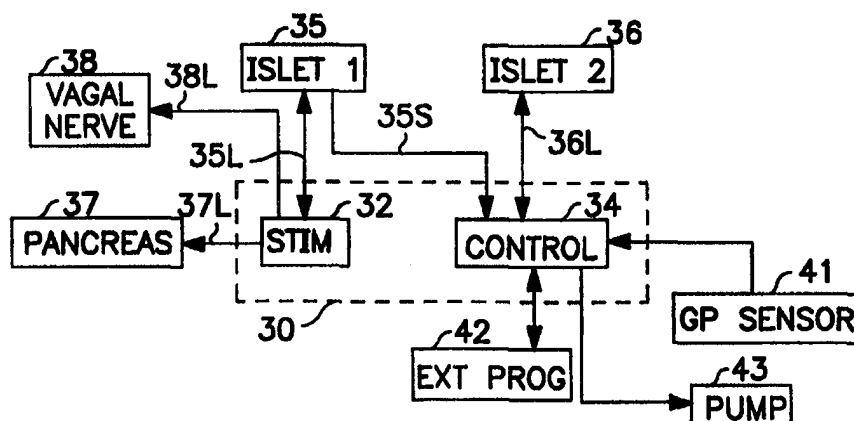 35
ISLET 1
36
ISLET 2
38
VAGAL
NERVE
38L
35L
35S
36L
37
PANCREAS
37L
32
STIM
34
CONTROL
30
41
GP SENSOR
42
EXT PROG
43
PUMP